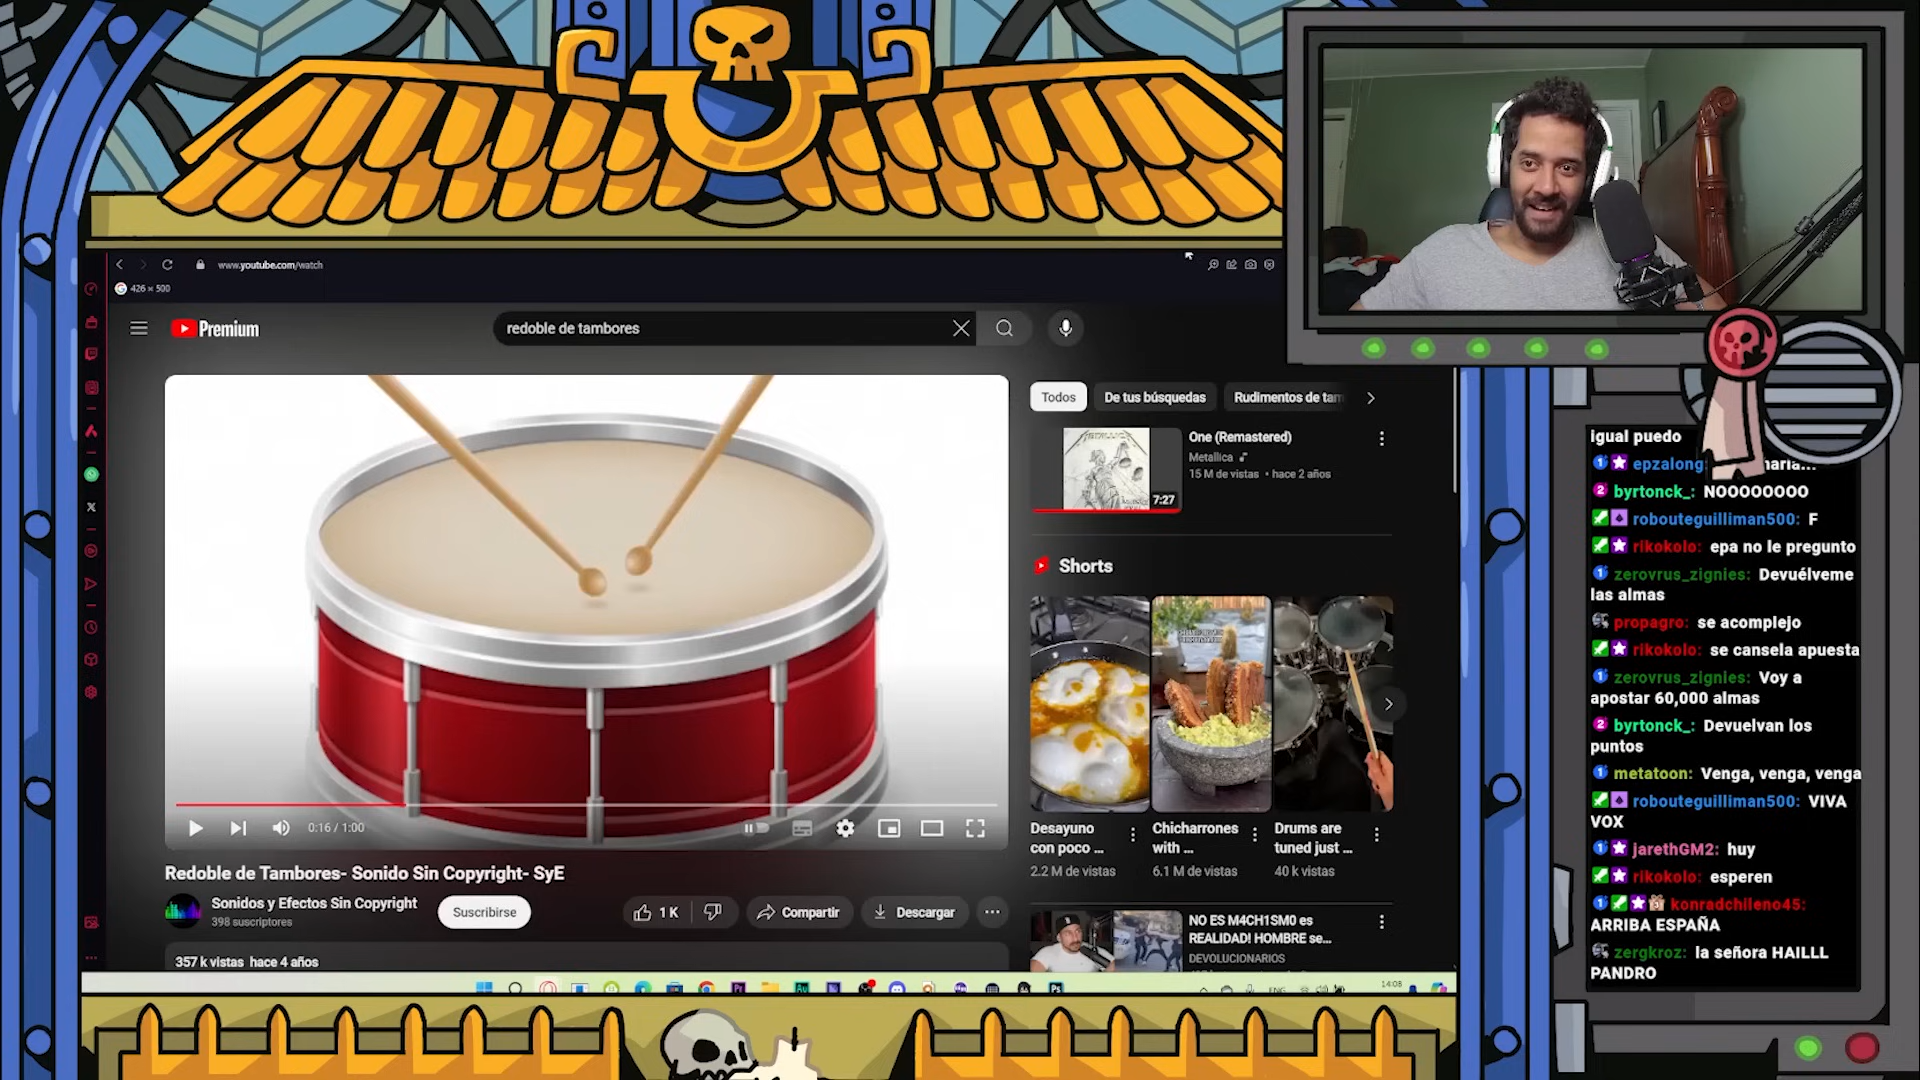 www.youtube.com/watch
426 × 500
Premium
redoble de tambores
0:16 / 1:00
Redoble de Tambores- Sonido Sin Copyright- SyE
Sonidos y Efectos Sin Copyright
398 suscriptores
Suscribirse
1 K
Compartir
Descargar
357 k vistas hace 4 años
Todos
De tus búsquedas
Rudimentos de tam
METALLICA
7:27
One (Remastered)
Metallica
15 M de vistas • hace 2 años
Shorts
Desayuno
con poco ...
2.2 M de vistas
Chicharrones
with ...
6.1 M de vistas
Drums are
tuned just ...
40 k vistas
NO ES M4CH1SM0 es
REALIDAD! HOMBRE se...
DEVOLUCIONARIOS
ENG
14:08
igual puedo
epzalong:
byrtonck_: NOOOOOOOO
robouteguilliman500: F
rikokolo: epa no le pregunto
zerovrus_zignies: Devuélveme
las almas
propagro: se acomplejo
rikokolo: se cansela apuesta
zerovrus_zignies: Voy a
apostar 60,000 almas
byrtonck_: Devuelvan los
puntos
metatoon: Venga, venga, venga
robouteguilliman500: VIVA
VOX
jarethGM2: huy
rikokolo: esperen
konradchileno45:
ARRIBA ESPAÑA
zergkroz: la señora HAILLL
PANDRO